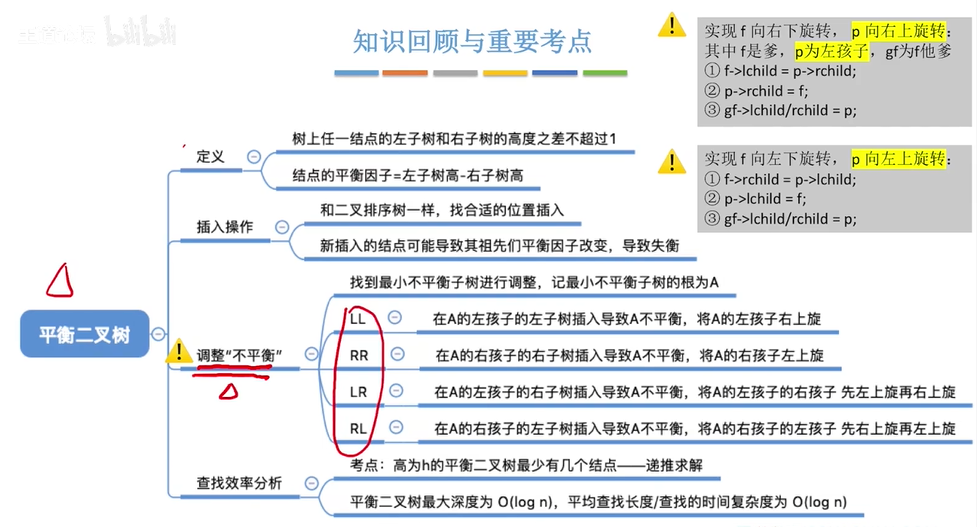 bilibili
知识回顾与重要考点
实现 f 向右下旋转，p 向右上旋转：
其中 f是爹，p为左孩子，gf为f他爹
① f->lchild = p->rchild;
② p->rchild = f;
③ gf->lchild/rchild = p;
实现 f 向左下旋转，p 向左上旋转：
① f->rchild = p->lchild;
② p->lchild = f;
③ gf->lchild/rchild = p;
平衡二叉树
定义
树上任一结点的左子树和右子树的高度之差不超过1
结点的平衡因子=左子树高-右子树高
插入操作
和二叉排序树一样，找合适的位置插入
新插入的结点可能导致其祖先们平衡因子改变，导致失衡
调整“不平衡”
找到最小不平衡子树进行调整，记最小不平衡子树的根为A
LL
在A的左孩子的左子树插入导致A不平衡，将A的左孩子右上旋
RR
在A的右孩子的右子树插入导致A不平衡，将A的右孩子左上旋
LR
在A的左孩子的右子树插入导致A不平衡，将A的左孩子的右孩子 先左上旋再右上旋
RL
在A的右孩子的左子树插入导致A不平衡，将A的右孩子的左孩子 先右上旋再左上旋
查找效率分析
考点：高为h的平衡二叉树最少有几个结点——递推求解
平衡二叉树最大深度为 O(log n)，平均查找长度/查找的时间复杂度为 O(log n)